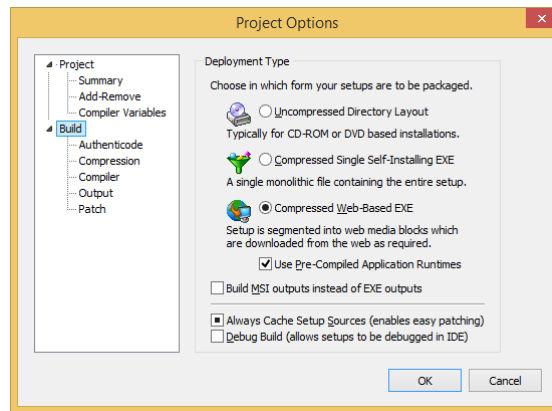 Project Options
Project
Summary
Add-Remove
Compiler Variables
Build
Authenticode
Compression
Compiler
Output
Patch
Deployment Type
Choose in which form your setups are to be packaged.
Uncompressed Directory Layout
Typically for CD-ROM or DVD based installations.
Compressed Single Self-Installing EXE
A single monolithic file containing the entire setup.
Compressed Web-Based EXE
Setup is segmented into web media blocks which
are downloaded from the web as required.
Use Pre-Compiled Application Runtimes
Build MSI outputs instead of EXE outputs
Always Cache Setup Sources (enables easy patching)
Debug Build (allows setups to be debugged in IDE)
OK
Cancel